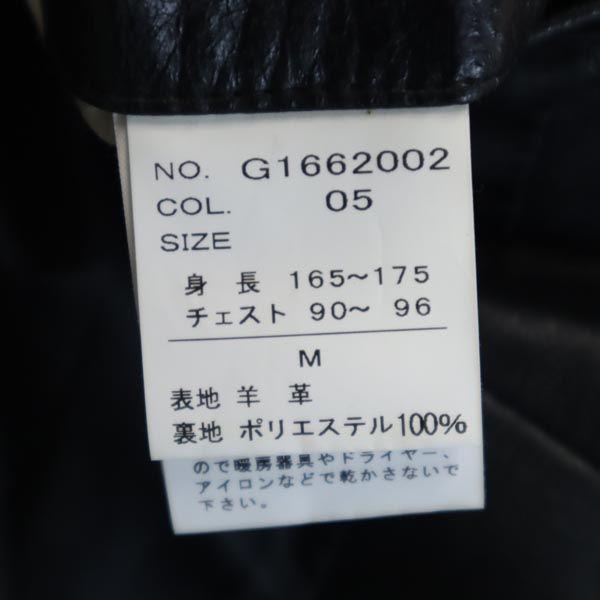 NO. G1662002
COL. 05
SIZE
身長 165〜175
チェスト 90〜 96
M
表地 羊革
裏地 ポリエステル100%
ので暖房器具やドライヤー、
アイロンなどで乾かさないで
下さい。